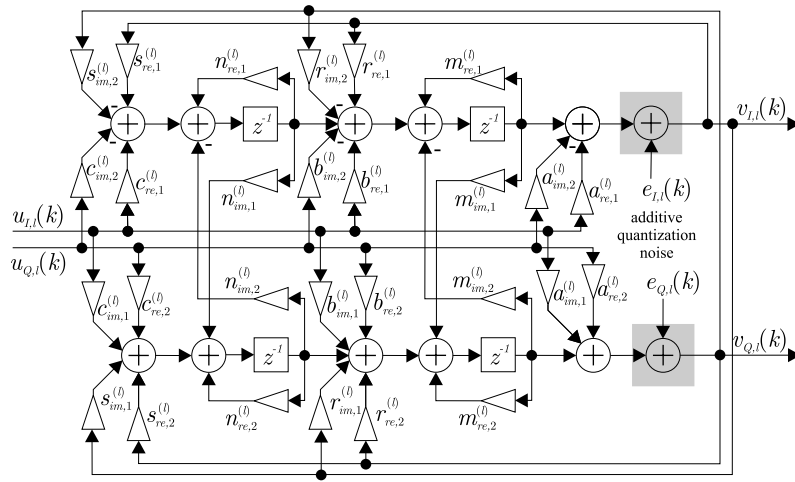 s_{im,2}^{(l)} s_{re,1}^{(l)} n_{re,1}^{(l)} r_{im,2}^{(l)} r_{re,1}^{(l)} m_{re,1}^{(l)}
- - - -
+ + z^{-1} + + z^{-1} + + v_{I,l}(k)
- - - - - -
c_{im,2}^{(l)} c_{re,1}^{(l)} n_{im,1}^{(l)} b_{im,2}^{(l)} b_{re,1}^{(l)} m_{im,1}^{(l)} a_{im,2}^{(l)} a_{re,1}^{(l)} e_{I,l}(k)
u_{I,l}(k)
additive
quantization
noise
u_{Q,l}(k)
c_{im,1}^{(l)} c_{re,2}^{(l)} n_{im,2}^{(l)} b_{im,1}^{(l)} b_{re,2}^{(l)} m_{im,2}^{(l)} a_{im,1}^{(l)} a_{re,2}^{(l)} e_{Q,l}(k)
+ + z^{-1} + + z^{-1} + + v_{Q,l}(k)
s_{im,1}^{(l)} s_{re,2}^{(l)} n_{re,2}^{(l)} r_{im,1}^{(l)} r_{re,2}^{(l)} m_{re,2}^{(l)}